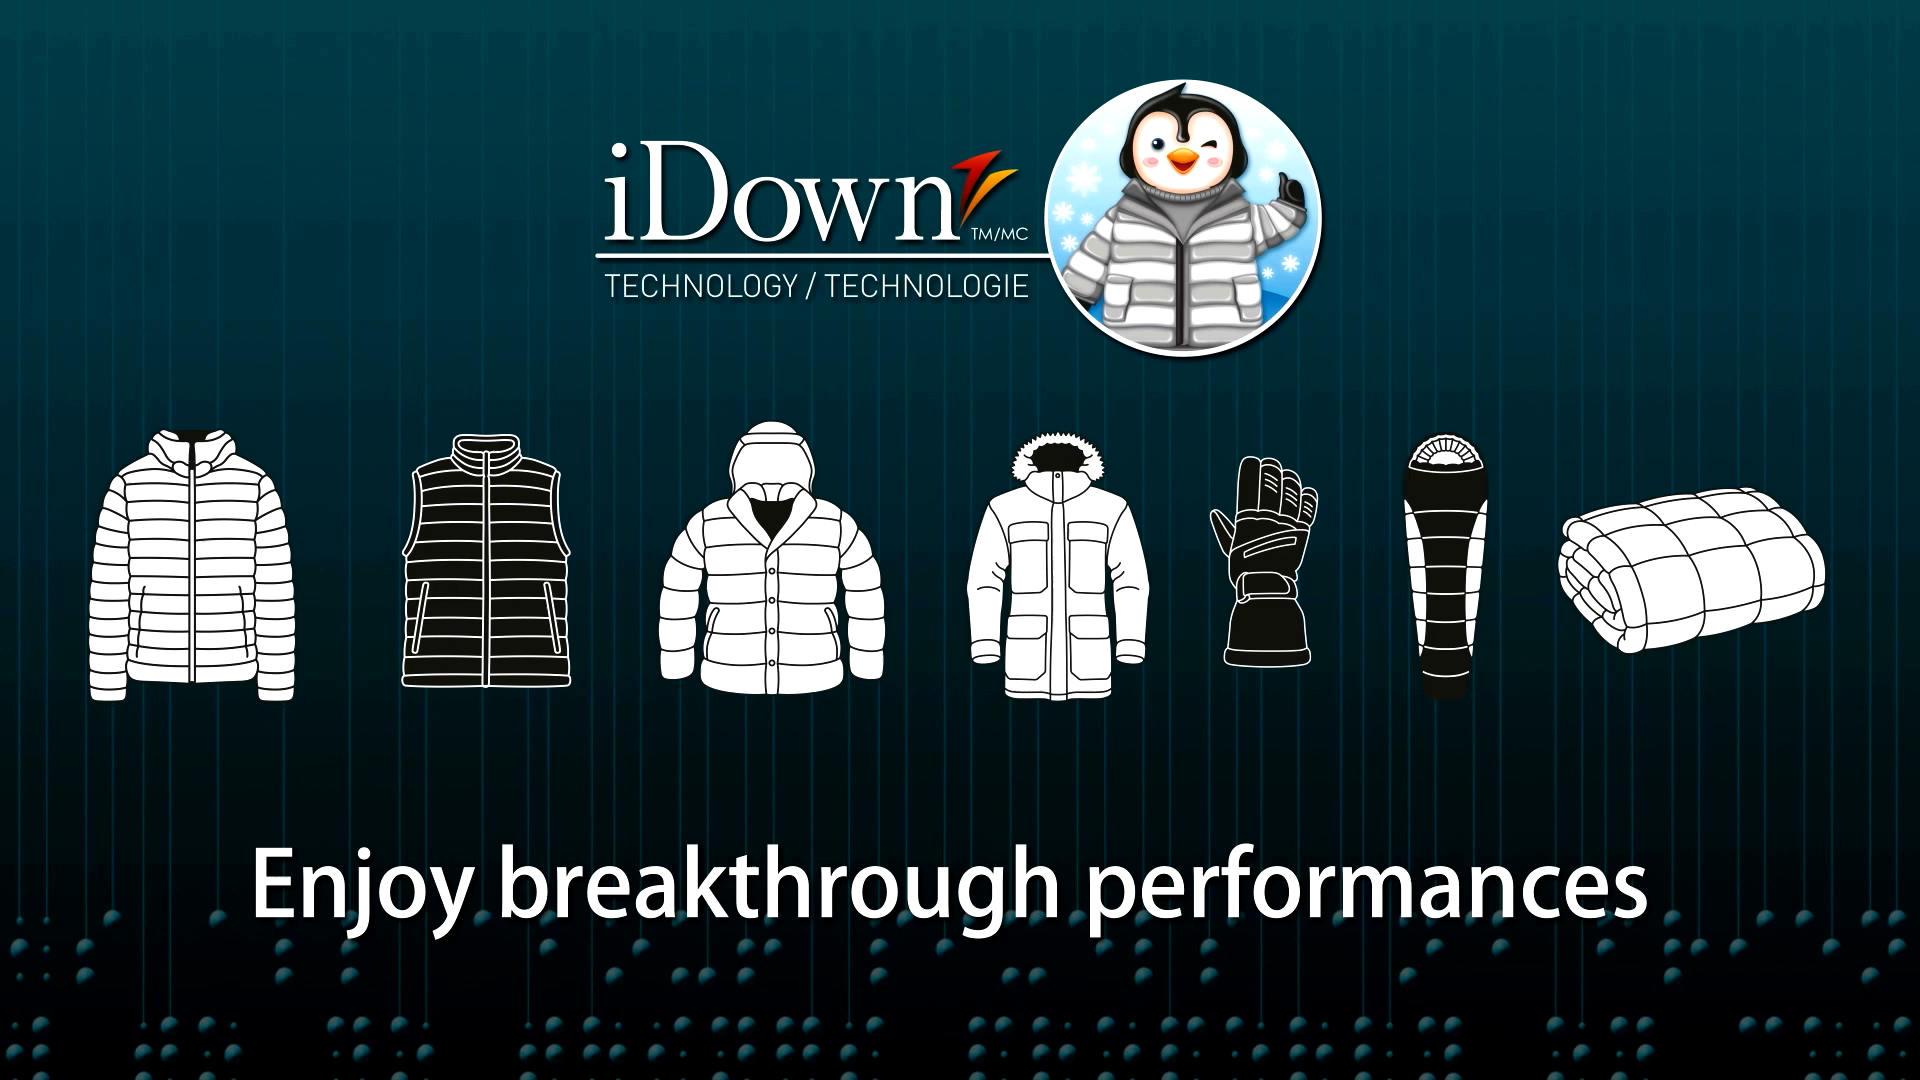 iDown TM/MC
TECHNOLOGY / TECHNOLOGIE
Enjoy breakthrough performances